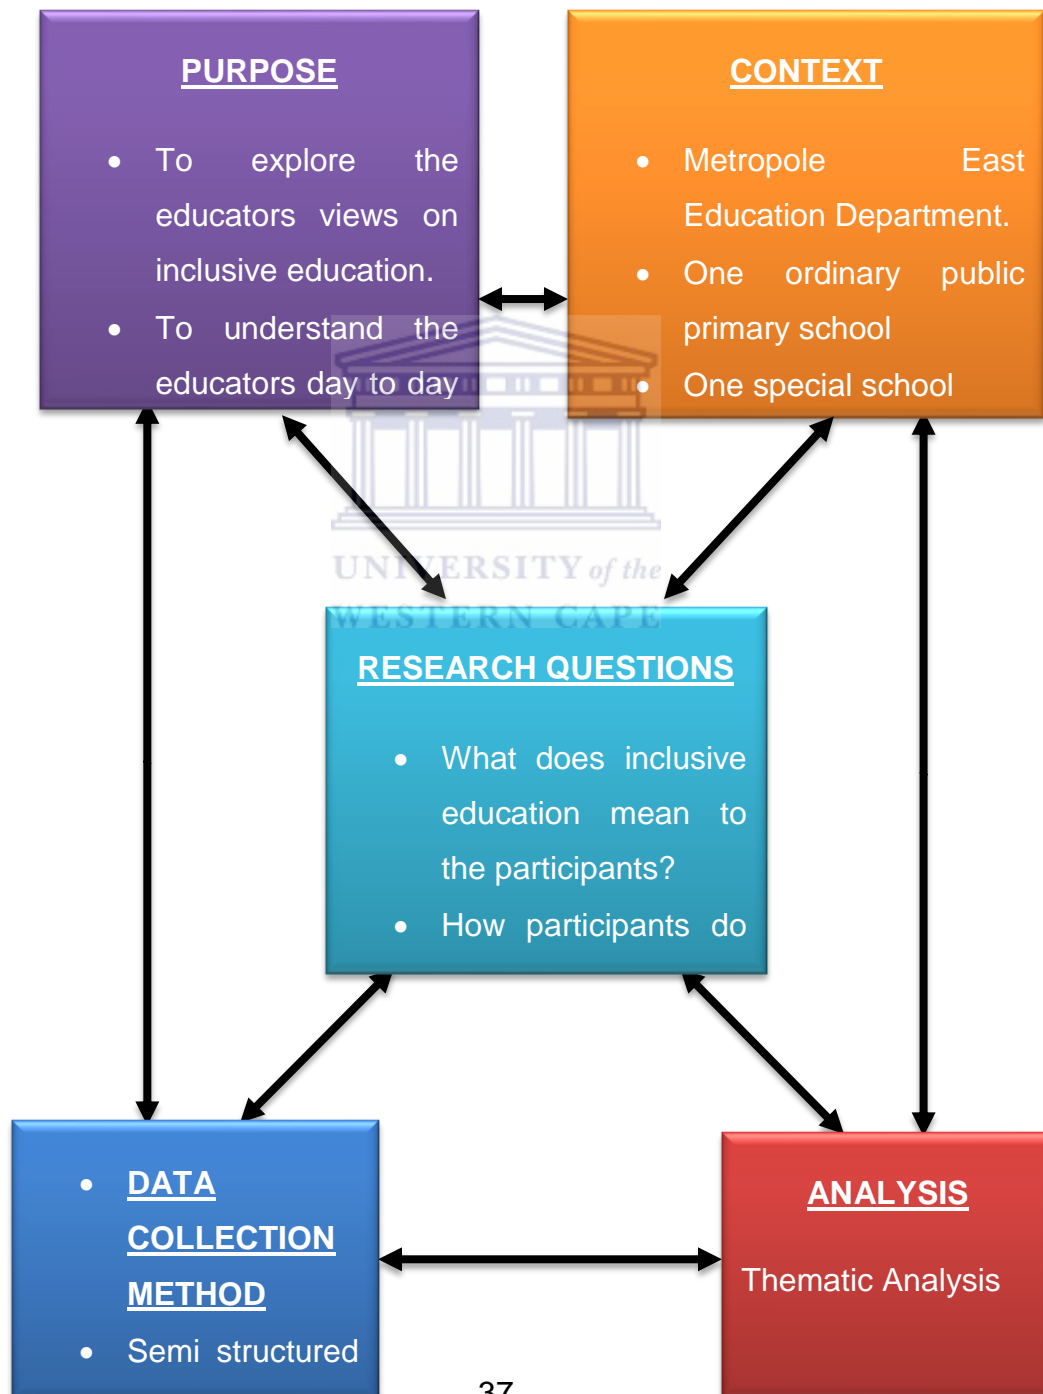 PURPOSE
• To explore the
educators views on
inclusive education.
• To understand the
educators day to day
CONTEXT
• Metropole East
Education Department.
• One ordinary public
primary school
• One special school
UNIVERSITY of the
WESTERN CAPE
RESEARCH QUESTIONS
• What does inclusive
education mean to
the participants?
• How participants do
• DATA
COLLECTION
METHOD
• Semi structured
ANALYSIS
Thematic Analysis
37